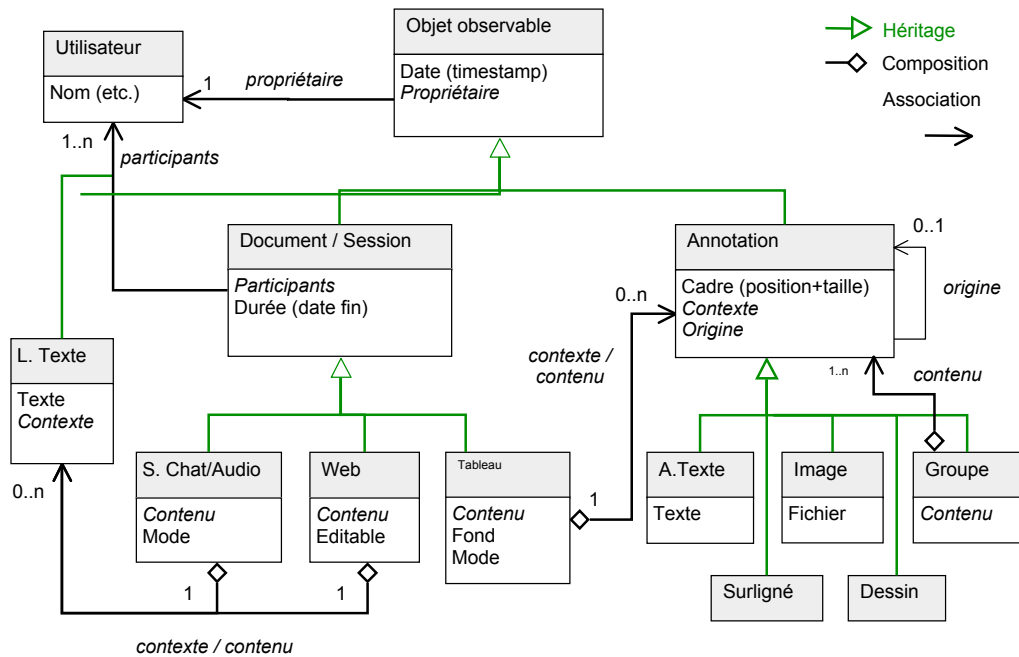 Utilisateur
Nom (etc.)
1
propriétaire
Objet observable
Date (timestamp)
Propriétaire
Héritage
Composition
Association
1..n
participants
Document / Session
Participants
Durée (date fin)
Annotation
Cadre (position+taille)
Contexte
Origine
0..1
origine
0..n
contexte /
contenu
1..n
contenu
L. Texte
Texte
Contexte
0..n
S. Chat/Audio
Contenu
Mode
1
Web
Contenu
Editable
1
Tableau
Contenu
Fond
Mode
1
A.Texte
Texte
Image
Fichier
Groupe
Contenu
Surligné
Dessin
contexte / contenu